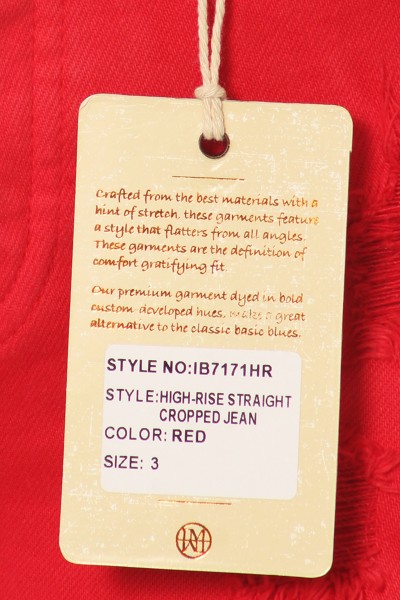 Crafted from the best materials with a
hint of stretch, these garments feature
a style that flatters from all angles.
These garments are the definition of
comfort gratifying fit.
Our premium garment dyed in bold
custom-developed hues, make a great
alternative to the classic basic blues.
STYLE NO:IB7171HR
STYLE:HIGH-RISE STRAIGHT
CROPPED JEAN
COLOR: RED
SIZE: 3